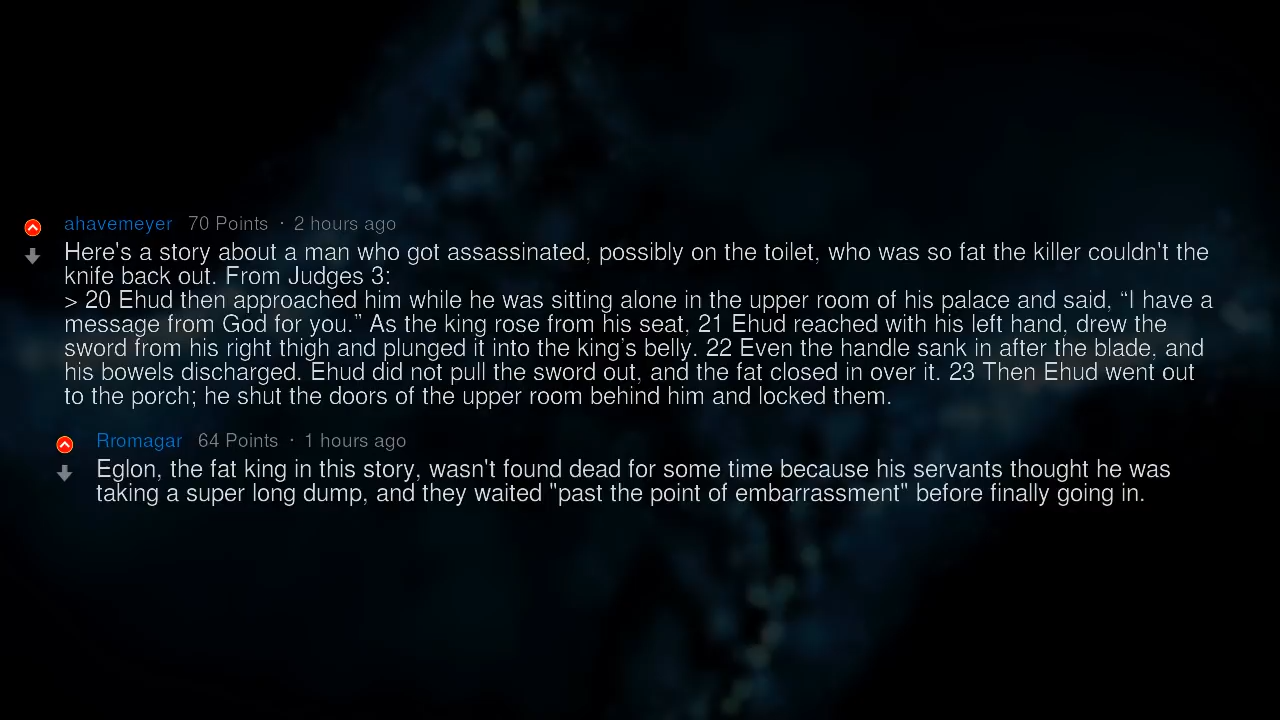 ahavemeyer 70 Points · 2 hours ago
Here's a story about a man who got assassinated, possibly on the toilet, who was so fat the killer couldn't the
knife back out. From Judges 3:
> 20 Ehud then approached him while he was sitting alone in the upper room of his palace and said, “I have a
message from God for you.” As the king rose from his seat, 21 Ehud reached with his left hand, drew the
sword from his right thigh and plunged it into the king’s belly. 22 Even the handle sank in after the blade, and
his bowels discharged. Ehud did not pull the sword out, and the fat closed in over it. 23 Then Ehud went out
to the porch; he shut the doors of the upper room behind him and locked them.
Rromagar 64 Points · 1 hours ago
Eglon, the fat king in this story, wasn't found dead for some time because his servants thought he was
taking a super long dump, and they waited "past the point of embarrassment" before finally going in.